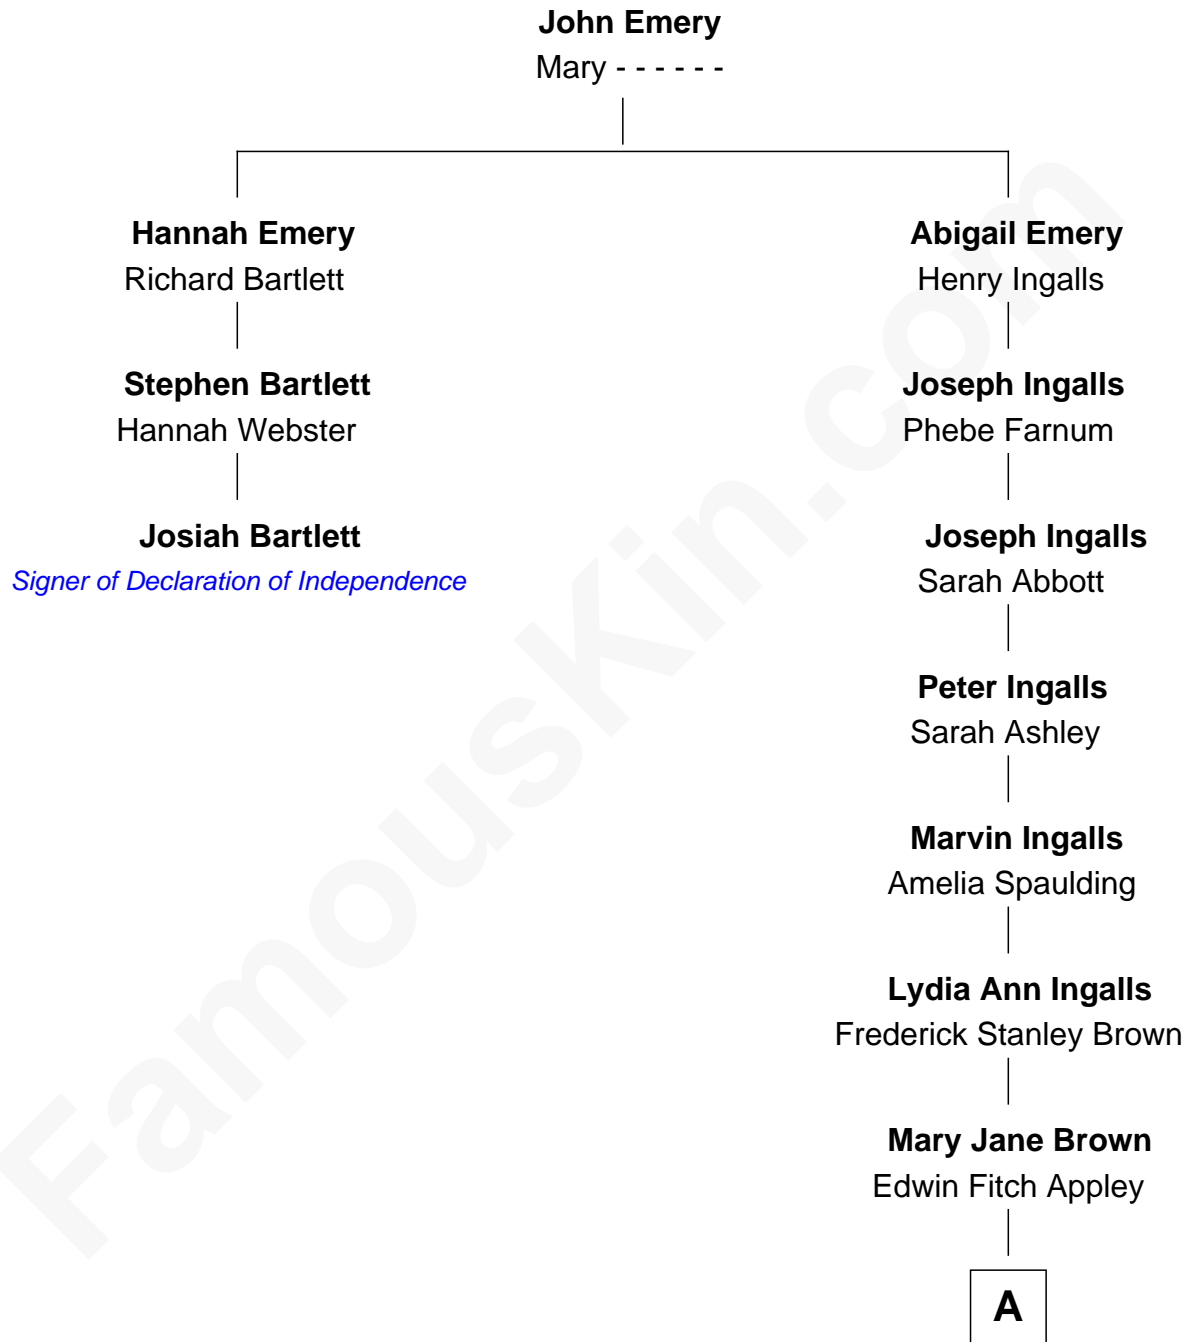 John Emery
Mary - - - - - -
Hannah Emery
Richard Bartlett
Stephen Bartlett
Hannah Webster
Josiah Bartlett
Signer of Declaration of Independence
Abigail Emery
Henry Ingalls
Joseph Ingalls
Phebe Farnum
Joseph Ingalls
Sarah Abbott
Peter Ingalls
Sarah Ashley
Marvin Ingalls
Amelia Spaulding
Lydia Ann Ingalls
Frederick Stanley Brown
Mary Jane Brown
Edwin Fitch Appley
A
FamousKin.com